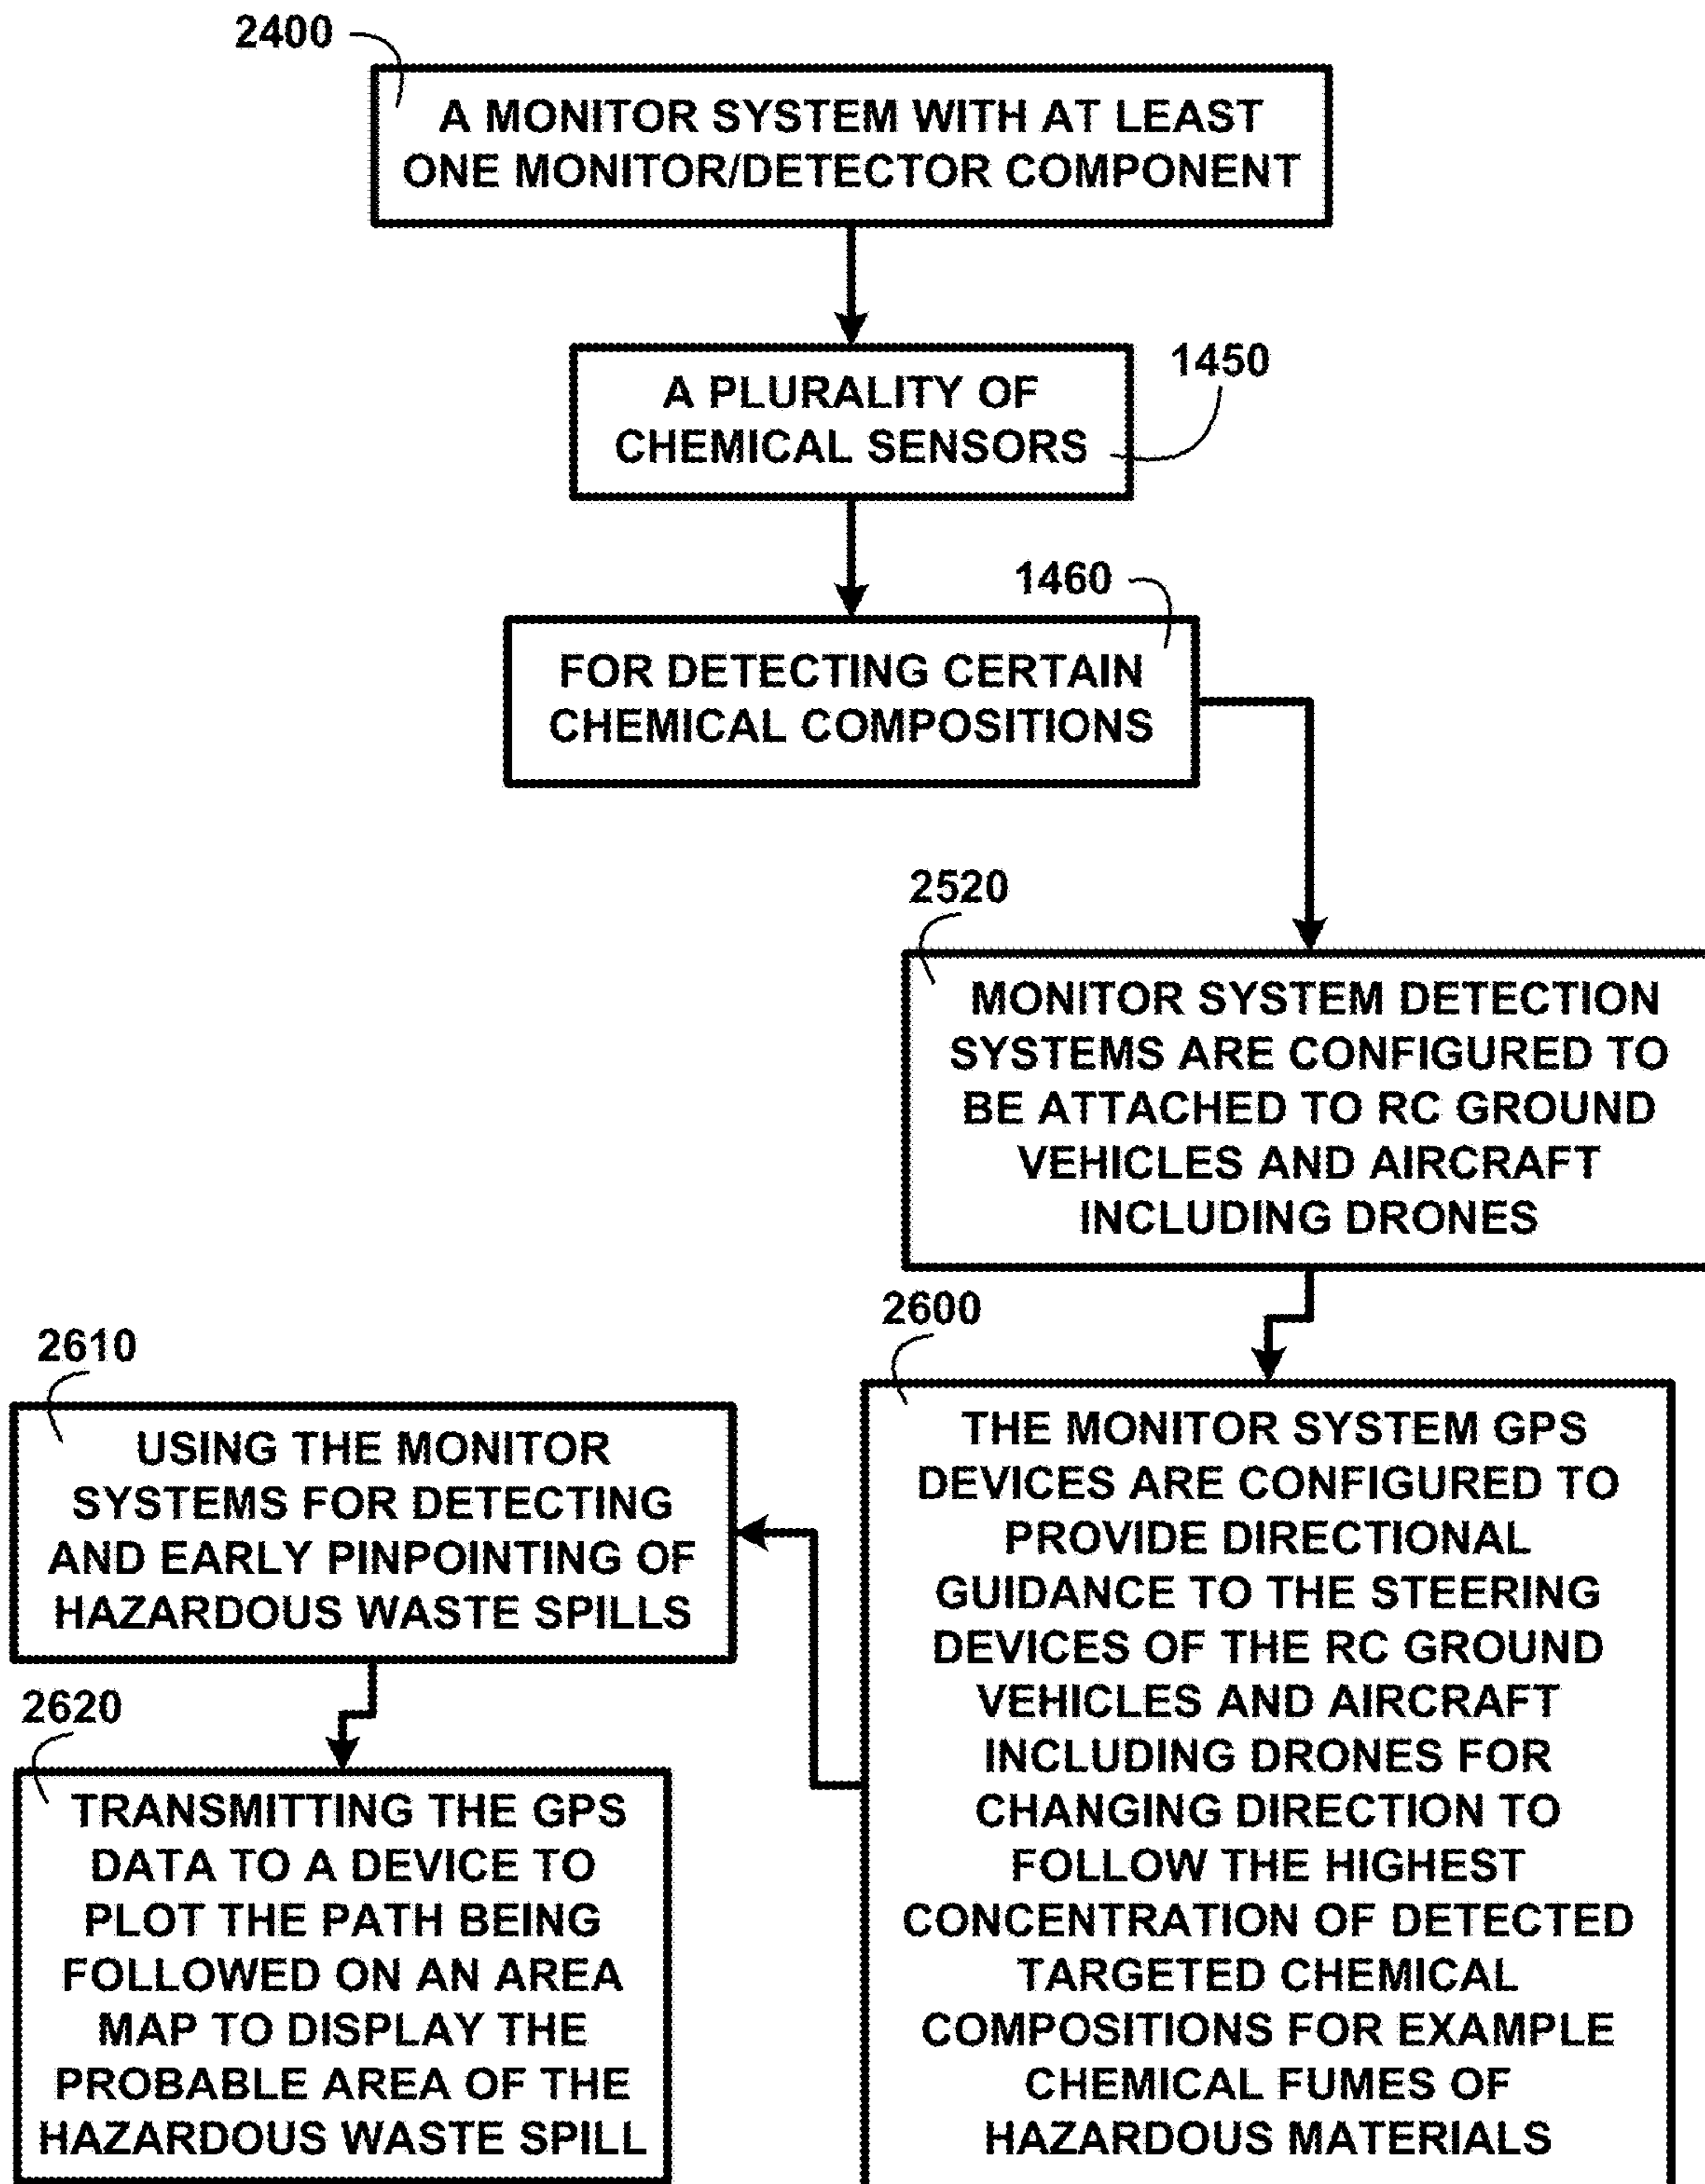 2400
A MONITOR SYSTEM WITH AT LEAST
ONE MONITOR/DETECTOR COMPONENT
1450
A PLURALITY OF
CHEMICAL SENSORS
1460
FOR DETECTING CERTAIN
CHEMICAL COMPOSITIONS
2520
MONITOR SYSTEM DETECTION
SYSTEMS ARE CONFIGURED TO
BE ATTACHED TO RC GROUND
VEHICLES AND AIRCRAFT
INCLUDING DRONES
2600
THE MONITOR SYSTEM GPS
DEVICES ARE CONFIGURED TO
PROVIDE DIRECTIONAL
GUIDANCE TO THE STEERING
DEVICES OF THE RC GROUND
VEHICLES AND AIRCRAFT
INCLUDING DRONES FOR
CHANGING DIRECTION TO
FOLLOW THE HIGHEST
CONCENTRATION OF DETECTED
TARGETED CHEMICAL
COMPOSITIONS FOR EXAMPLE
CHEMICAL FUMES OF
HAZARDOUS MATERIALS
2610
USING THE MONITOR
SYSTEMS FOR DETECTING
AND EARLY PINPOINTING OF
HAZARDOUS WASTE SPILLS
2620
TRANSMITTING THE GPS
DATA TO A DEVICE TO
PLOT THE PATH BEING
FOLLOWED ON AN AREA
MAP TO DISPLAY THE
PROBABLE AREA OF THE
HAZARDOUS WASTE SPILL